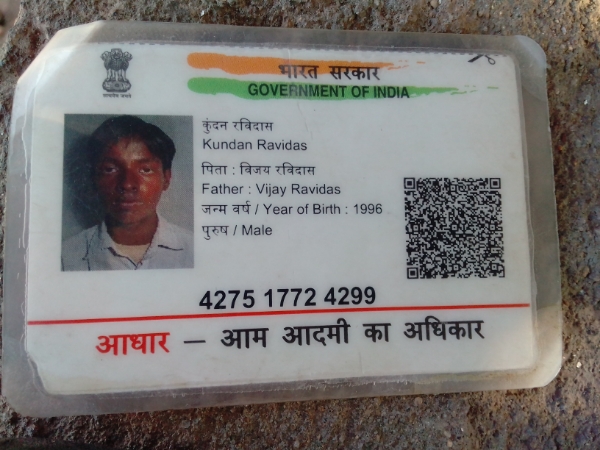 भारत सरकार
GOVERNMENT OF INDIA
कुंदन रविदास
Kundan Ravidas
पिता : विजय रविदास
Father : Vijay Ravidas
जन्म वर्ष / Year of Birth : 1996
पुरुष / Male
4275 1772 4299
आधार — आम आदमी का अधिकार